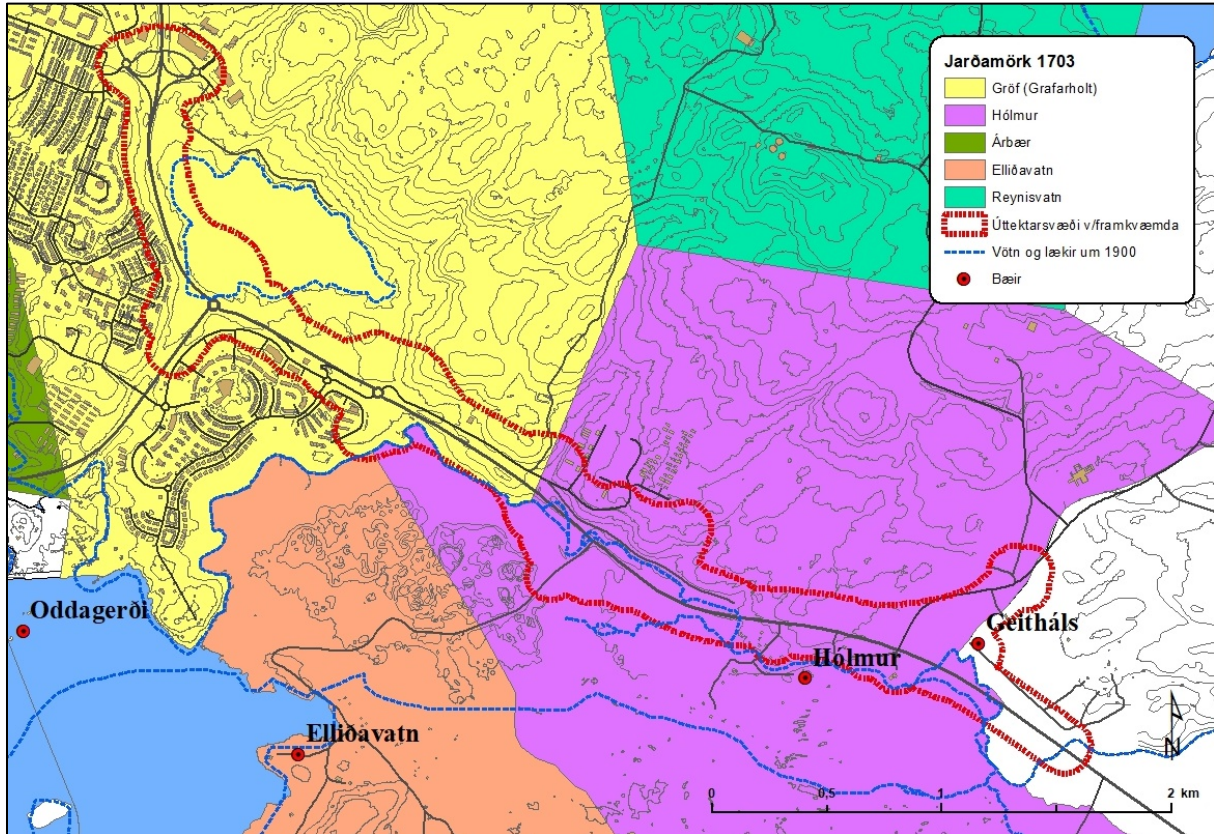 Jarðamörk 1703
Gröf (Grafarholt)
Hólmur
Árbær
Elliðavatn
Reynisvatn
Úttektarsvæði v/framkvæmda
Vötn og lækir um 1900
Bæir
Oddagerði
Geitháls
Hólmur
Elliðavatn
N
0 0,5 1 2 km